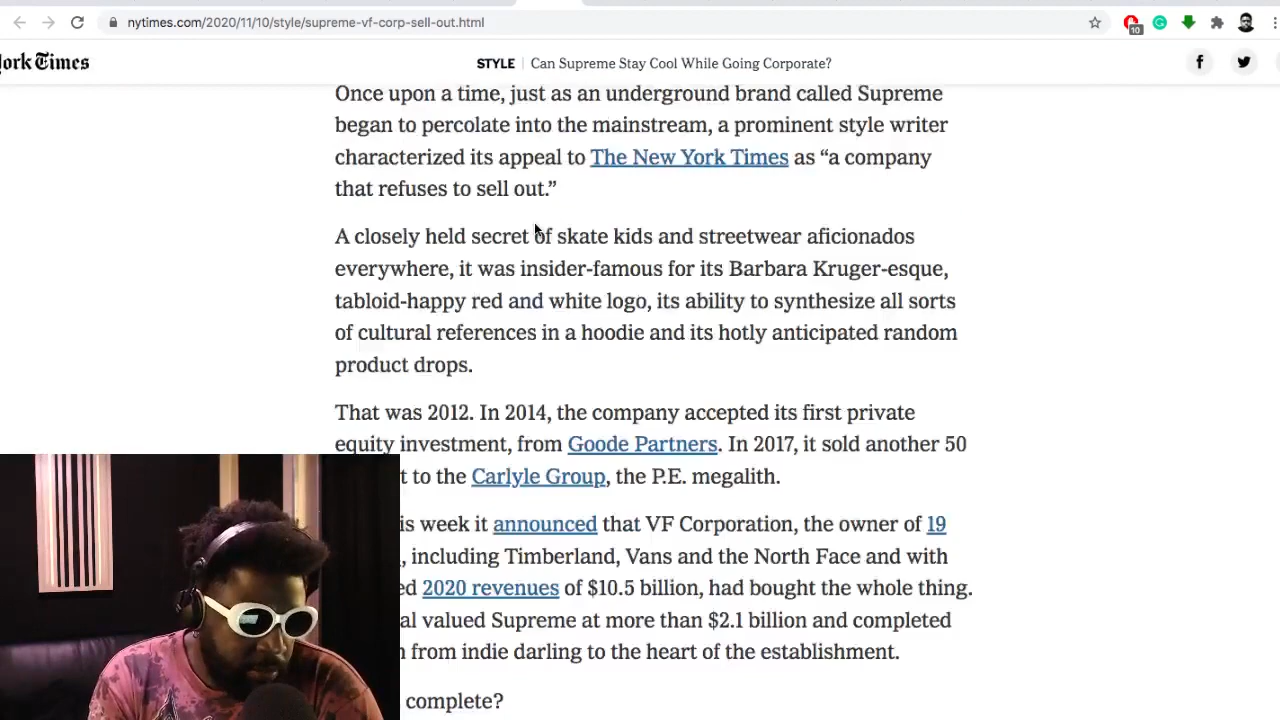 nytimes.com/2020/11/10/style/supreme-vf-corp-sell-out.html
10
ork Times
STYLE | Can Supreme Stay Cool While Going Corporate?
Once upon a time, just as an underground brand called Supreme
began to percolate into the mainstream, a prominent style writer
characterized its appeal to The New York Times as “a company
that refuses to sell out.”
A closely held secret of skate kids and streetwear aficionados
everywhere, it was insider-famous for its Barbara Kruger-esque,
tabloid-happy red and white logo, its ability to synthesize all sorts
of cultural references in a hoodie and its hotly anticipated random
product drops.
That was 2012. In 2014, the company accepted its first private
equity investment, from Goode Partners. In 2017, it sold another 50
t to the Carlyle Group, the P.E. megalith.
is week it announced that VF Corporation, the owner of 19
, including Timberland, Vans and the North Face and with
ed 2020 revenues of $10.5 billion, had bought the whole thing.
al valued Supreme at more than $2.1 billion and completed
n from indie darling to the heart of the establishment.
complete?